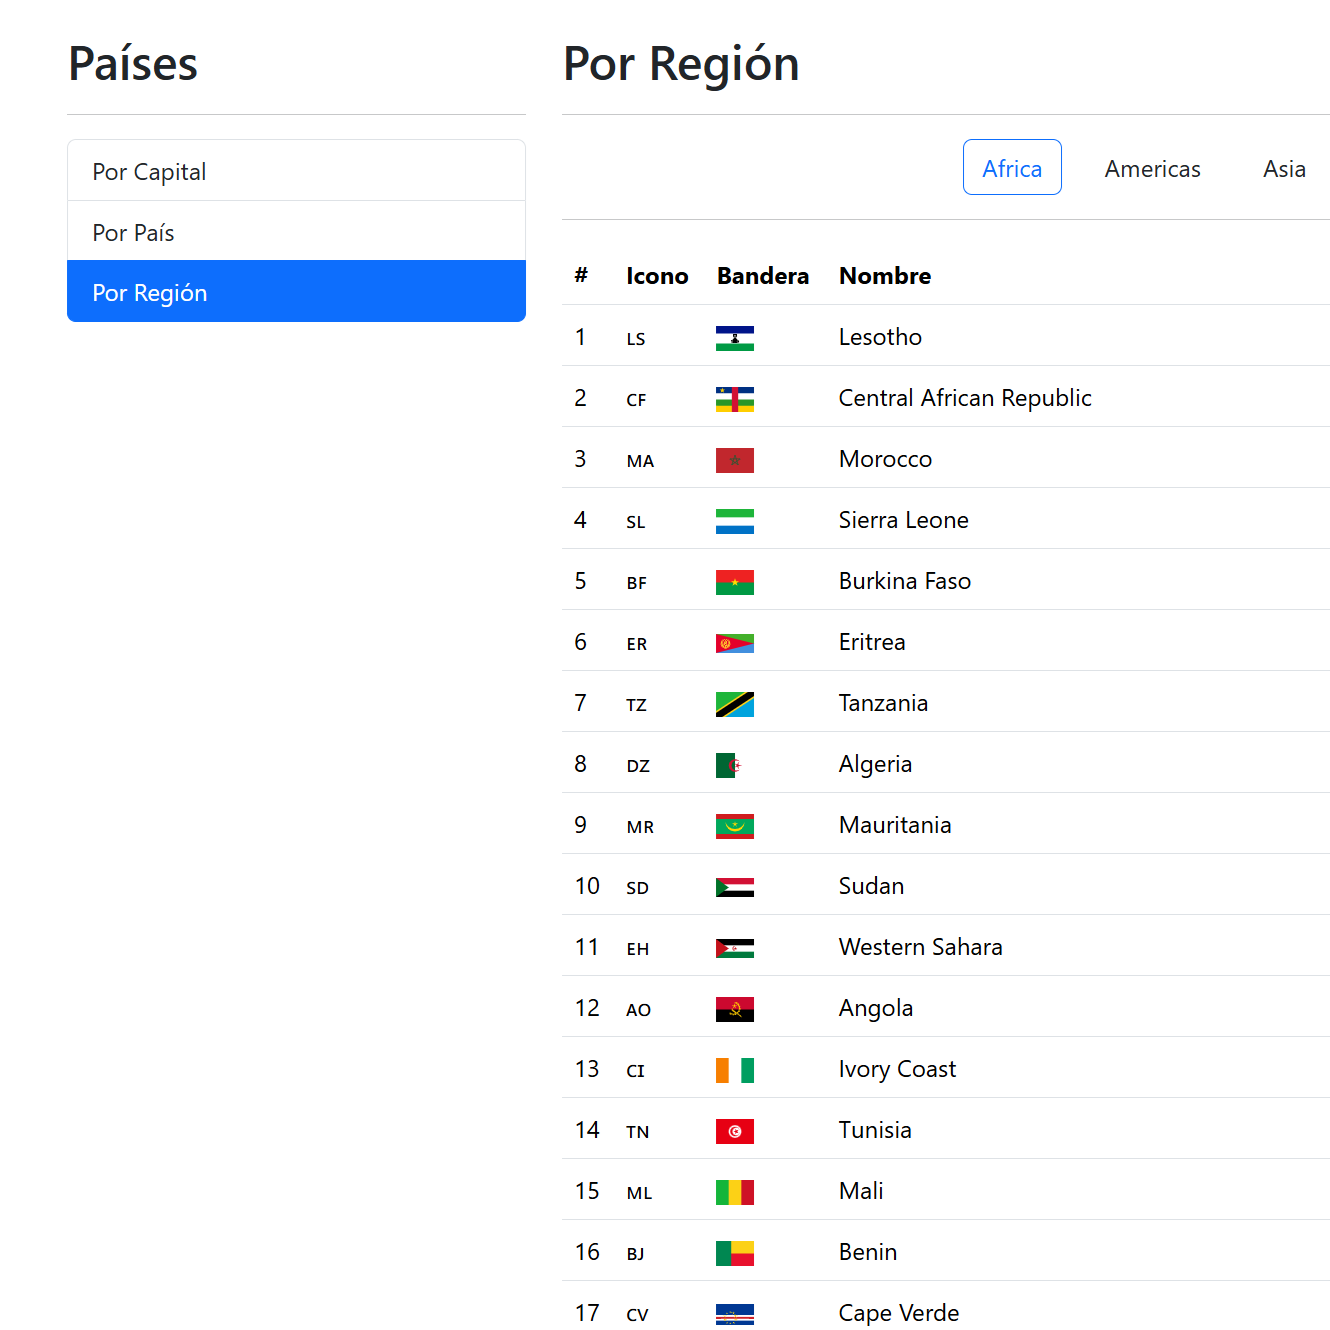 Países
Por Capital
Por País
Por Región
Por Región
Africa Americas Asia
# Icono Bandera Nombre
1 LS Lesotho
2 CF Central African Republic
3 MA Morocco
4 SL Sierra Leone
5 BF Burkina Faso
6 ER Eritrea
7 TZ Tanzania
8 DZ Algeria
9 MR Mauritania
10 SD Sudan
11 EH Western Sahara
12 AO Angola
13 CI Ivory Coast
14 TN Tunisia
15 ML Mali
16 BJ Benin
17 CV Cape Verde